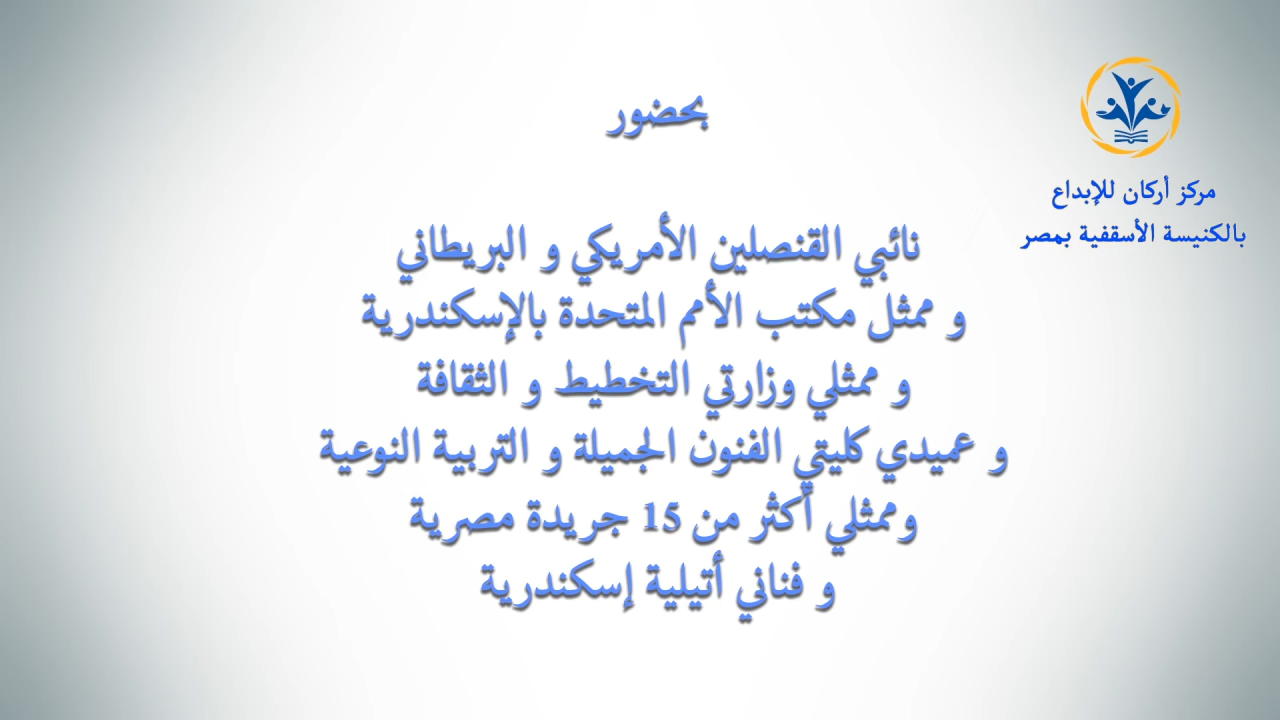 بحضور
نائبي القنصلين الأمريكي و البريطاني
و ممثل مكتب الأمم المتحدة بالإسكندرية
و ممثلي وزارتي التخطيط و الثقافة
و عميدي كليتي الفنون الجميلة و التربية النوعية
وممثلي أكثر من 15 جريدة مصرية
و فناني أتيلية إسكندرية
مركز أركان للإبداع
بالكنيسة الأسقفية بمصر